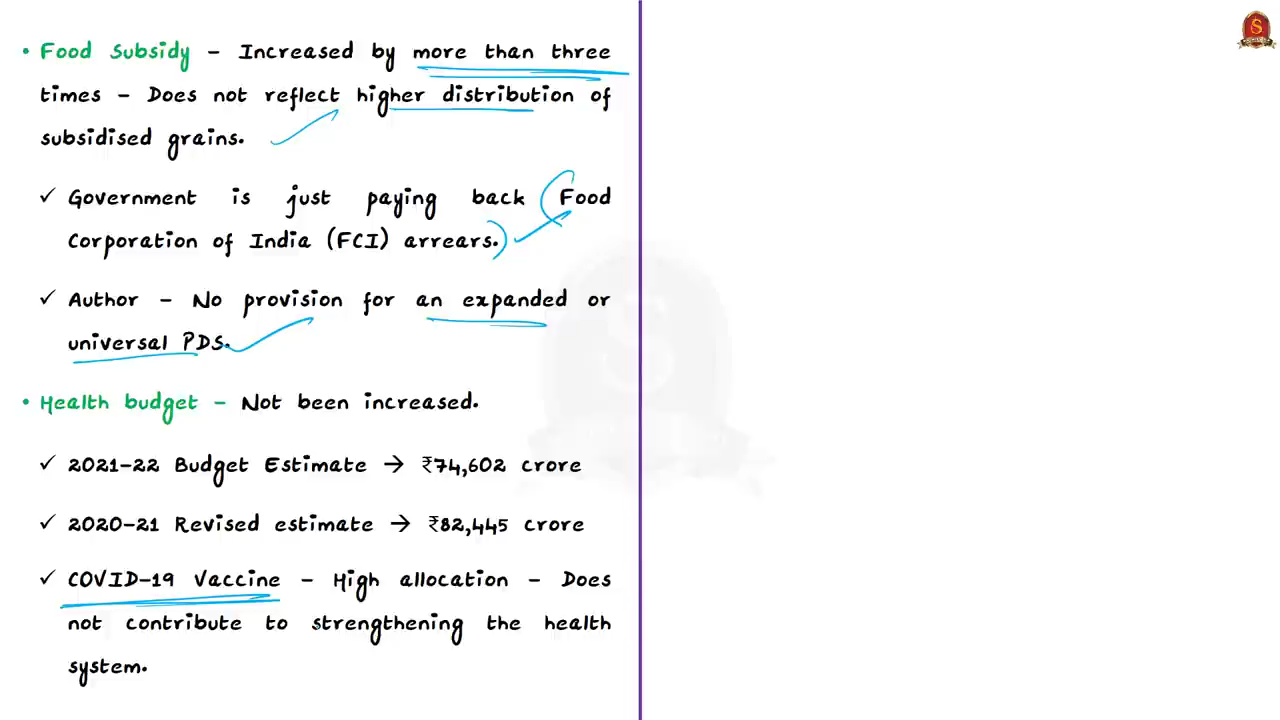 • Food Subsidy – Increased by more than three
times – Does not reflect higher distribution of
subsidised grains.
✓ Government is just paying back Food
Corporation of India (FCI) arrears.
✓ Author – No provision for an expanded or
universal PDS.
• Health budget – Not been increased.
✓ 2021-22 Budget Estimate → ₹74,602 crore
✓ 2020-21 Revised estimate → ₹82,445 crore
✓ COVID-19 Vaccine – High allocation – Does
not contribute to strengthening the health
system.